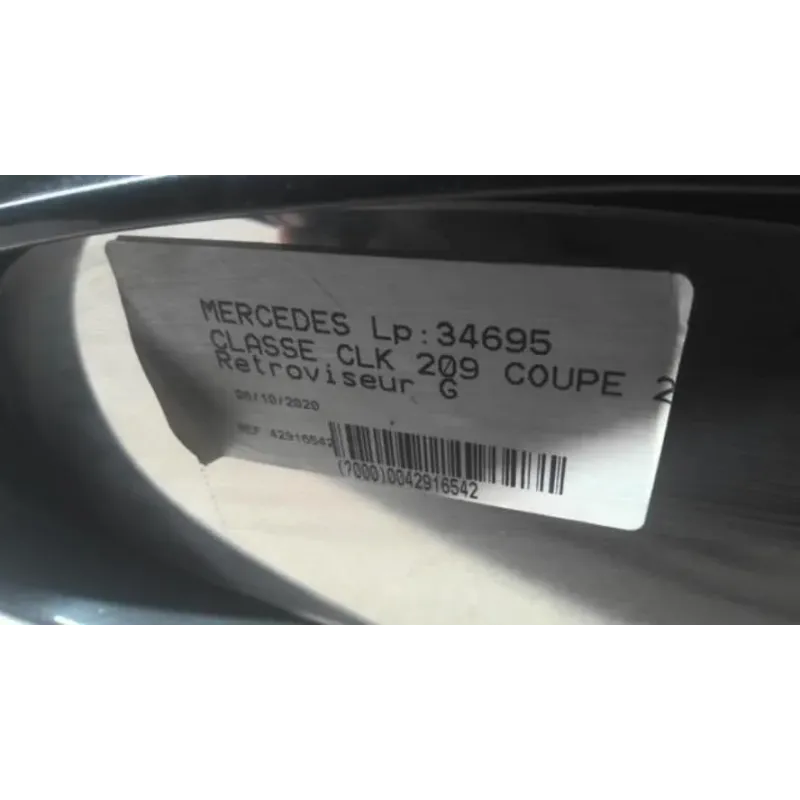 MERCEDES Lp:34695
CLASSE CLK 209 COUPE 2
Retroviseur G
08/10/2020
REF 42916542
(7000)0042916542